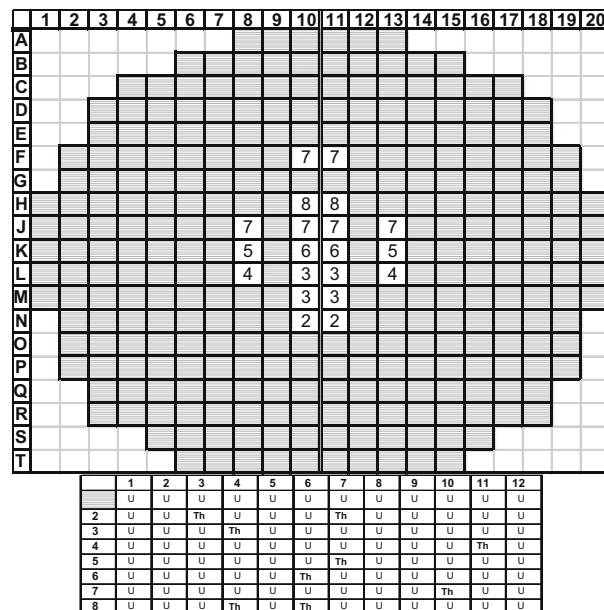 1 2 3 4 5 6 7 8 9 10 11 12 13 14 15 16 17 18 19 20
A
B
C
D
E
F 7 7
G
H 8 8
J 7 7 7 7
K 5 6 6 5
L 4 3 3 4
M 3 3
N 2 2
O
P
Q
R
S
T
1 2 3 4 5 6 7 8 9 10 11 12
U U U U U U U U U U U U
2 U U Th U U U Th U U U U U
3 U U U Th U U U U U U U U
4 U U U U U U U U U U Th U
5 U U U U U U Th U U U U U
6 U U U U U Th U U U U U U
7 U U U U U U U U U Th U U
8 U U U Th U Th U U U U U U